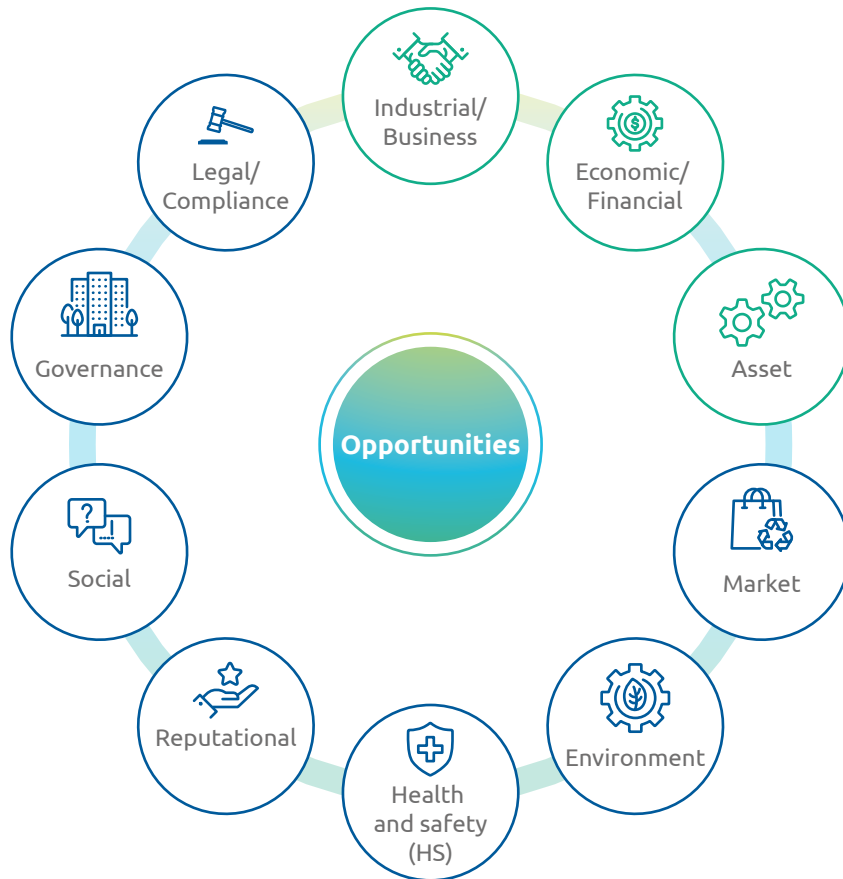 Industrial/
Business
Economic/
Financial
Asset
Market
Environment
Health
and safety
(HS)
Reputational
Social
Governance
Legal/
Compliance
Opportunities
$
?
...!